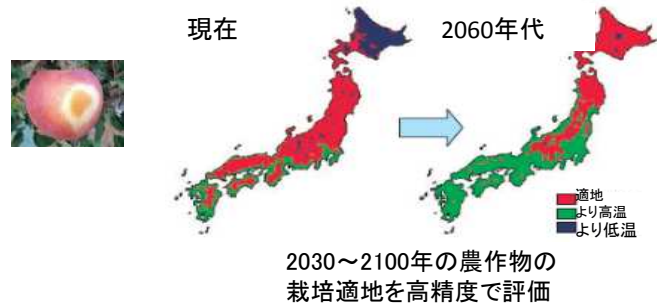 現在
2060年代
適地
より高温
より低温
2030～2100年の農作物の
栽培適地を高精度で評価